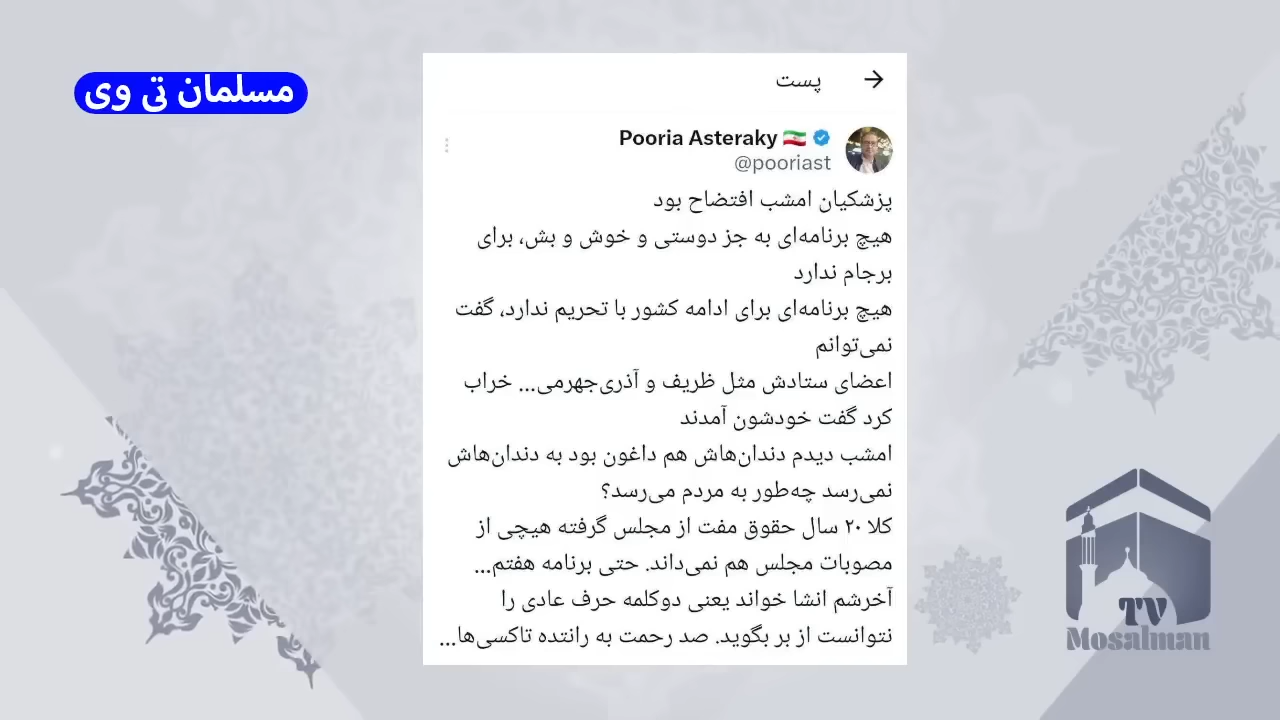 مسلمان تی وی
پست
Pooria Asteraky
@pooriast
پزشکیان امشب افتضاح بود
هیچ برنامه‌ای به جز دوستی و خوش و بش، برای
برجام ندارد
هیچ برنامه‌ای برای ادامه کشور با تحریم ندارد، گفت
نمی‌توانم
اعضای ستادش مثل ظریف و آذری‌جهرمی... خراب
کرد گفت خودشون آمدند
امشب دیدم دندان‌هاش هم داغون بود به دندان‌هاش
نمی‌رسد چه‌طور به مردم می‌رسد؟
کلا ۲۰ سال حقوق مفت از مجلس گرفته هیچی از
مصوبات مجلس هم نمی‌داند. حتی برنامه هفتم...
آخرشم انشا خواند یعنی دوکلمه حرف عادی را
نتوانست از بر بگوید. صد رحمت به رانتده تاکسی‌ها...
TV
Mosalman